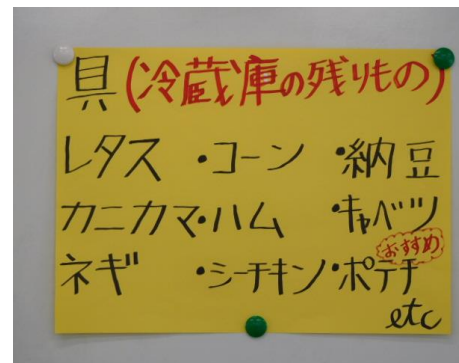 具(冷蔵庫の残りもの)
レタス ・コーン ・納豆
カニカマ・ハム ・キャベツ
おすすめ
ネギ ・シーチキン・ポテチ
etc